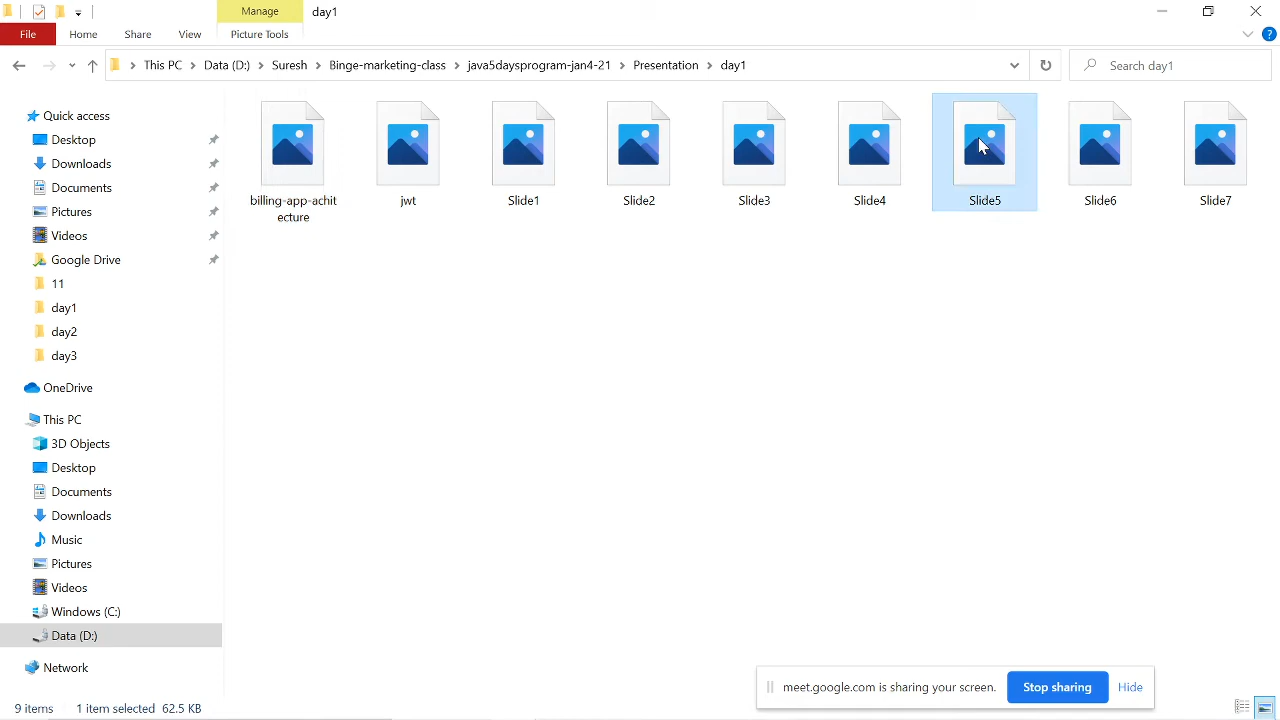 Manage
day1
File
Home
Share
View
Picture Tools
?
This PC
Data (D:)
Suresh
Binge-marketing-class
java5daysprogram-jan4-21
Presentation
day1
Search day1
Quick access
Desktop
Downloads
Documents
Pictures
Videos
Google Drive
11
day1
day2
day3
OneDrive
This PC
3D Objects
Desktop
Documents
Downloads
Music
Pictures
Videos
Windows (C:)
Data (D:)
Network
billing-app-achit
ecture
jwt
Slide1
Slide2
Slide3
Slide4
Slide5
Slide6
Slide7
meet.google.com is sharing your screen.
Stop sharing
Hide
9 items
1 item selected 62.5 KB